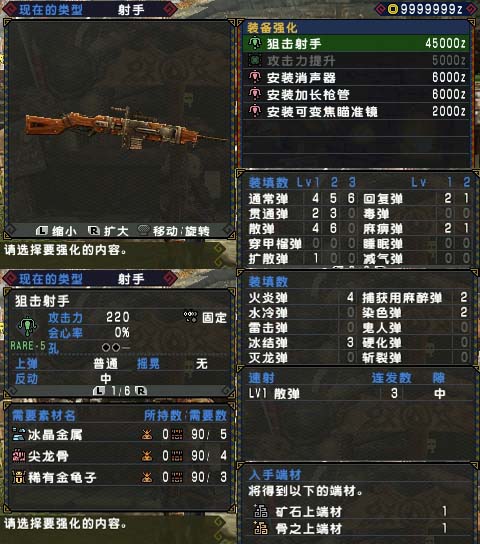 现在的类型 射手
9999999z
装备强化
狙击射手 45000z
攻击力提升 5000z
安装消声器 6000z
安装加长枪管 6000z
安装可变焦瞄准镜 2000z
L 缩小 R 扩大 移动/旋转
请选择要强化的内容。
装填数 Lv1 2 3 Lv 1 2
通常弹 4 5 6 回复弹 2 1
贯通弹 2 3 0 毒弹
散弹 4 6 0 麻痹弹 2 1
穿甲榴弹 睡眠弹
扩散弹 1 0 减气弹
现在的类型 射手
狙击射手
攻击力 220 固定
会心率 0%
RARE-5 孔 ●●—
上弹 普通 摇晃 无
反动 中
L 1/6 R
需要素材名 所持数/需要数
冰晶金属 0 90/ 5
尖龙骨 0 90/ 4
稀有金龟子 0 90/ 3
请选择要强化的内容。
装填数
火炎弹 4 捕获用麻醉弹 2
水冷弹 染色弹 2
雷击弹 鬼人弹
冰结弹 3 硬化弹
灭龙弹 斩裂弹
速射 连发数 隙
LV1 散弹 3 中
入手端材
将得到以下的端材。
矿石上端材 1
骨之上端材 1